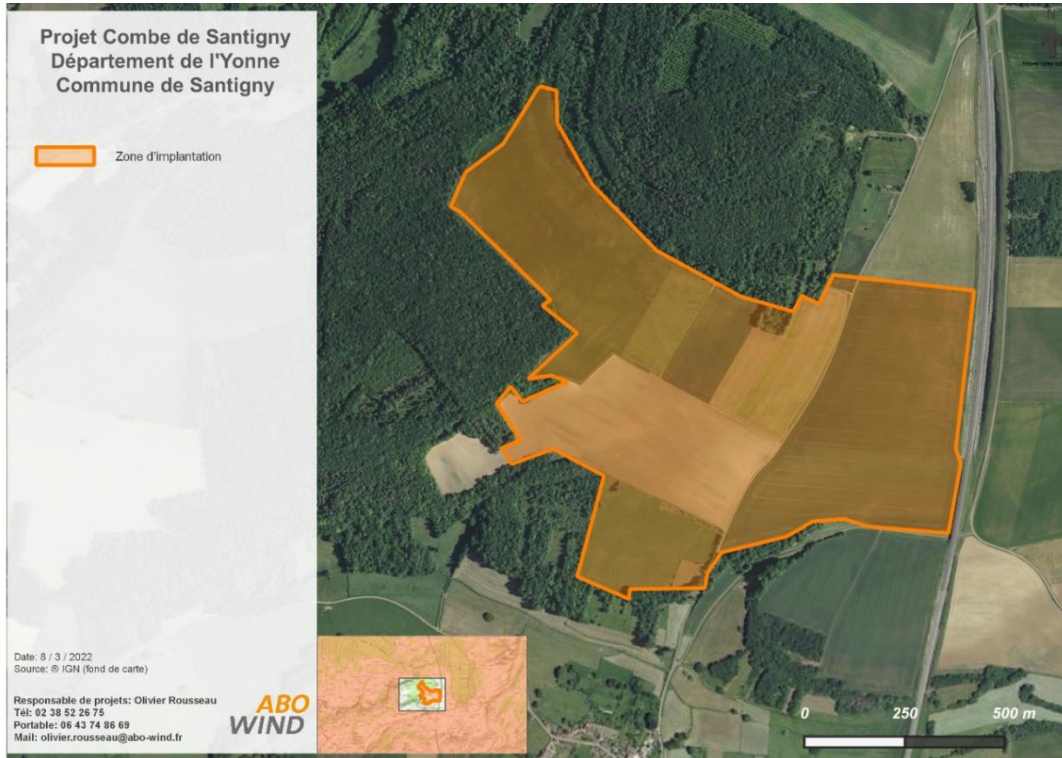 Projet Combe de Santigny
Département de l'Yonne
Commune de Santigny
Zone d'implantation
Date: 8 / 3 / 2022
Source: ® IGN (fond de carte)
Responsable de projets: Olivier Rousseau
Tél: 02 38 52 26 75
Portable: 06 43 74 86 69
Mail: olivier.rousseau@abo-wind.fr
ABO
WIND
0 250 500 m